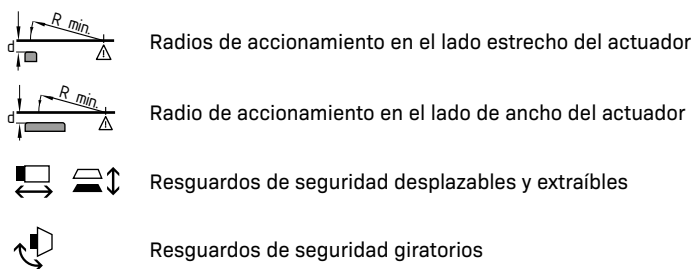 R min.
d
Radios de accionamiento en el lado estrecho del actuador
R min.
d
Radio de accionamiento en el lado de ancho del actuador
Resguardos de seguridad desplazables y extraíbles
Resguardos de seguridad giratorios